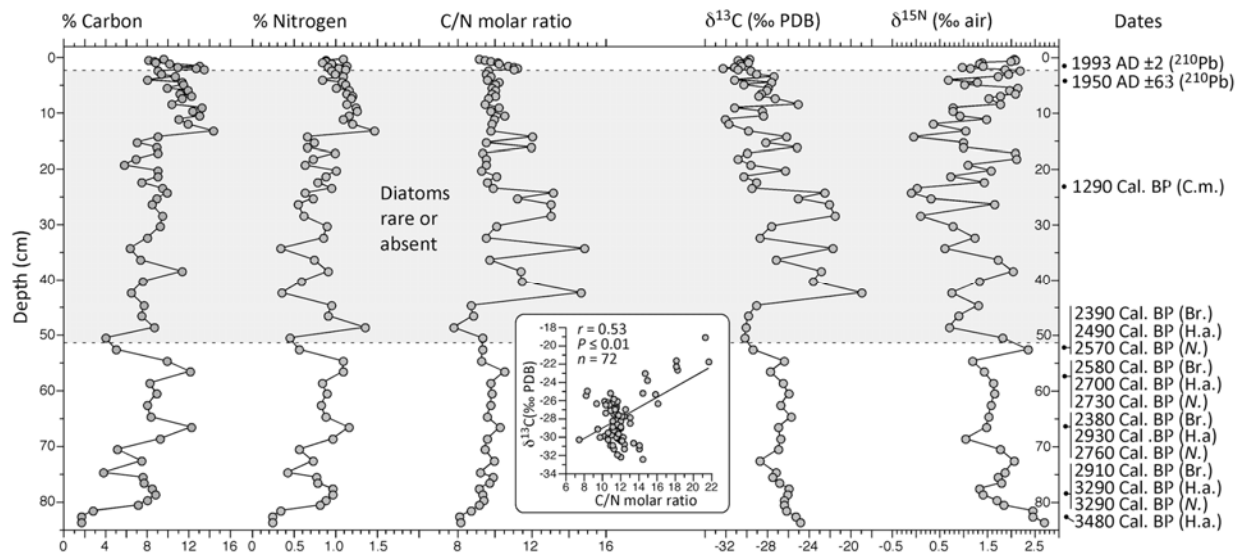 % Carbon % Nitrogen C/N molar ratio δ¹³C (‰ PDB) δ¹⁵N (‰ air) Dates
0
10
20
30
40
50
60
70
80
Depth (cm)
Diatoms
rare or
absent
1993 AD ±2 (²¹⁰Pb)
1950 AD ±63 (²¹⁰Pb)
1290 Cal. BP (C.m.)
2390 Cal. BP (Br.)
2490 Cal. BP (H.a.)
2570 Cal. BP (N.)
2580 Cal. BP (Br.)
2700 Cal. BP (H.a.)
2730 Cal. BP (N.)
2380 Cal. BP (Br.)
2930 Cal .BP (H.a)
2760 Cal. BP (N.)
2910 Cal. BP (Br.)
3290 Cal. BP (H.a.)
3290 Cal. BP (N.)
3480 Cal. BP (H.a.)
r = 0.53
P ≤ 0.01
n = 72
-18
-20
-22
-24
-26
-28
-30
-32
-34
δ¹³C(‰ PDB)
6 8 10 12 14 16 18 20 22
C/N molar ratio
0 4 8 12 16 0 0.5 1 1.5 8 12 16 -32 -28 -24 -20 -16 -0.5 0.5 1.5 2.5